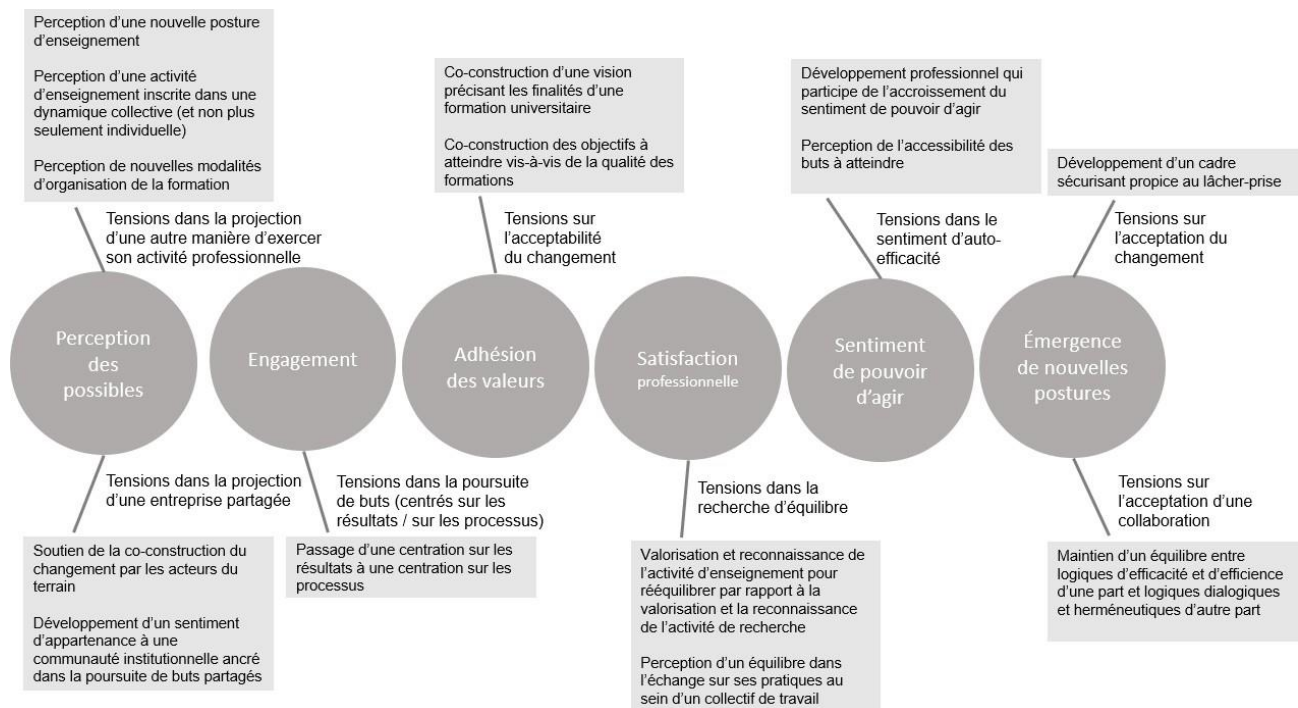 Perception d’une nouvelle posture
d’enseignement
Perception d’une activité
d’enseignement inscrite dans une
dynamique collective (et non plus
seulement individuelle)
Perception de nouvelles modalités
d’organisation de la formation
Co-construction d’une vision
précisant les finalités d’une
formation universitaire
Co-construction des objectifs à
atteindre vis-à-vis de la qualité des
formations
Développement professionnel qui
participe de l’accroissement du
sentiment de pouvoir d’agir
Perception de l’accessibilité des
buts à atteindre
Développement d’un cadre
sécurisant propice au lâcher-prise
Tensions dans la projection
d’une autre manière d’exercer
son activité professionnelle
Tensions sur
l’acceptabilité
du changement
Tensions dans le
sentiment d’auto-
efficacité
Tensions sur
l’acceptation du
changement
Perception
des
possibles
Engagement
Adhésion
des valeurs
Satisfaction
professionnelle
Sentiment
de pouvoir
d’agir
Émergence
de nouvelles
postures
Tensions dans la projection
d’une entreprise partagée
Tensions dans la poursuite
de buts (centrés sur les
résultats / sur les processus)
Tensions dans la
recherche d’équilibre
Tensions sur
l’acceptation d’une
collaboration
Soutien de la co-construction du
changement par les acteurs du
terrain
Développement d’un sentiment
d’appartenance à une
communauté institutionnelle ancré
dans la poursuite de buts partagés
Passage d’une centration sur les
résultats à une centration sur les
processus
Valorisation et reconnaissance de
l’activité d’enseignement pour
rééquilibrer par rapport à la
valorisation et la reconnaissance
de l’activité de recherche
Perception d’un équilibre dans
l’échange sur ses pratiques au
sein d’un collectif de travail
Maintien d’un équilibre entre
logiques d’efficacité et d’efficience
d’une part et logiques dialogiques
et herméneutiques d’autre part